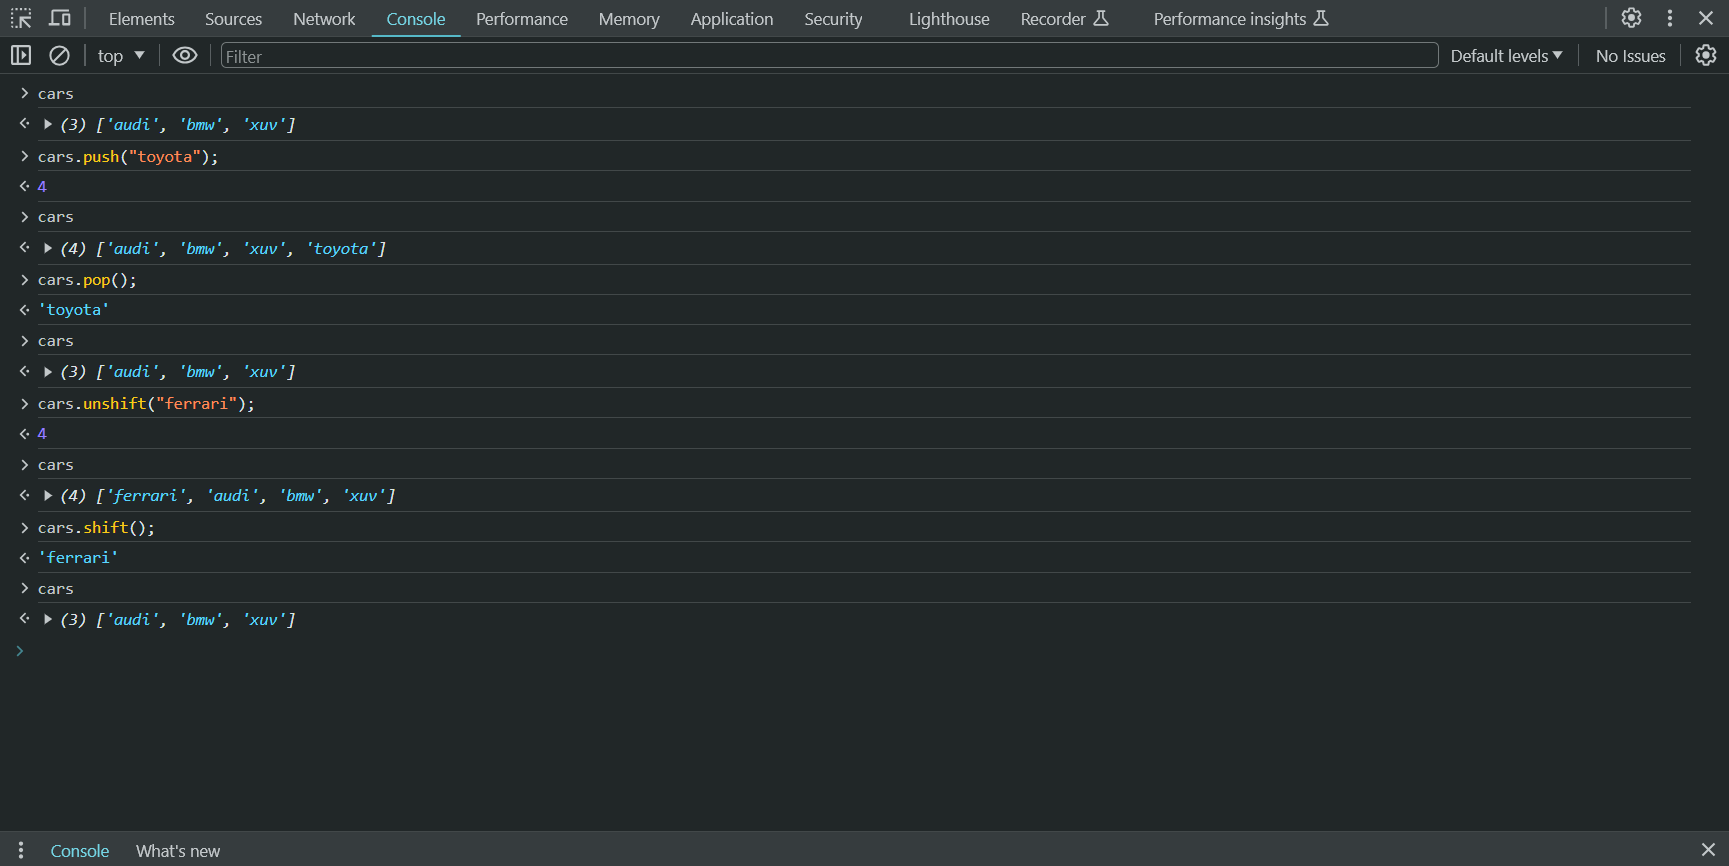 Elements Sources Network Console Performance Memory Application Security Lighthouse Recorder Performance insights
top Filter Default levels No Issues
> cars
(3) ['audi', 'bmw', 'xuv']
> cars.push("toyota");
4
> cars
(4) ['audi', 'bmw', 'xuv', 'toyota']
> cars.pop();
'toyota'
> cars
(3) ['audi', 'bmw', 'xuv']
> cars.unshift("ferrari");
4
> cars
(4) ['ferrari', 'audi', 'bmw', 'xuv']
> cars.shift();
'ferrari'
> cars
(3) ['audi', 'bmw', 'xuv']
>
Console What's new